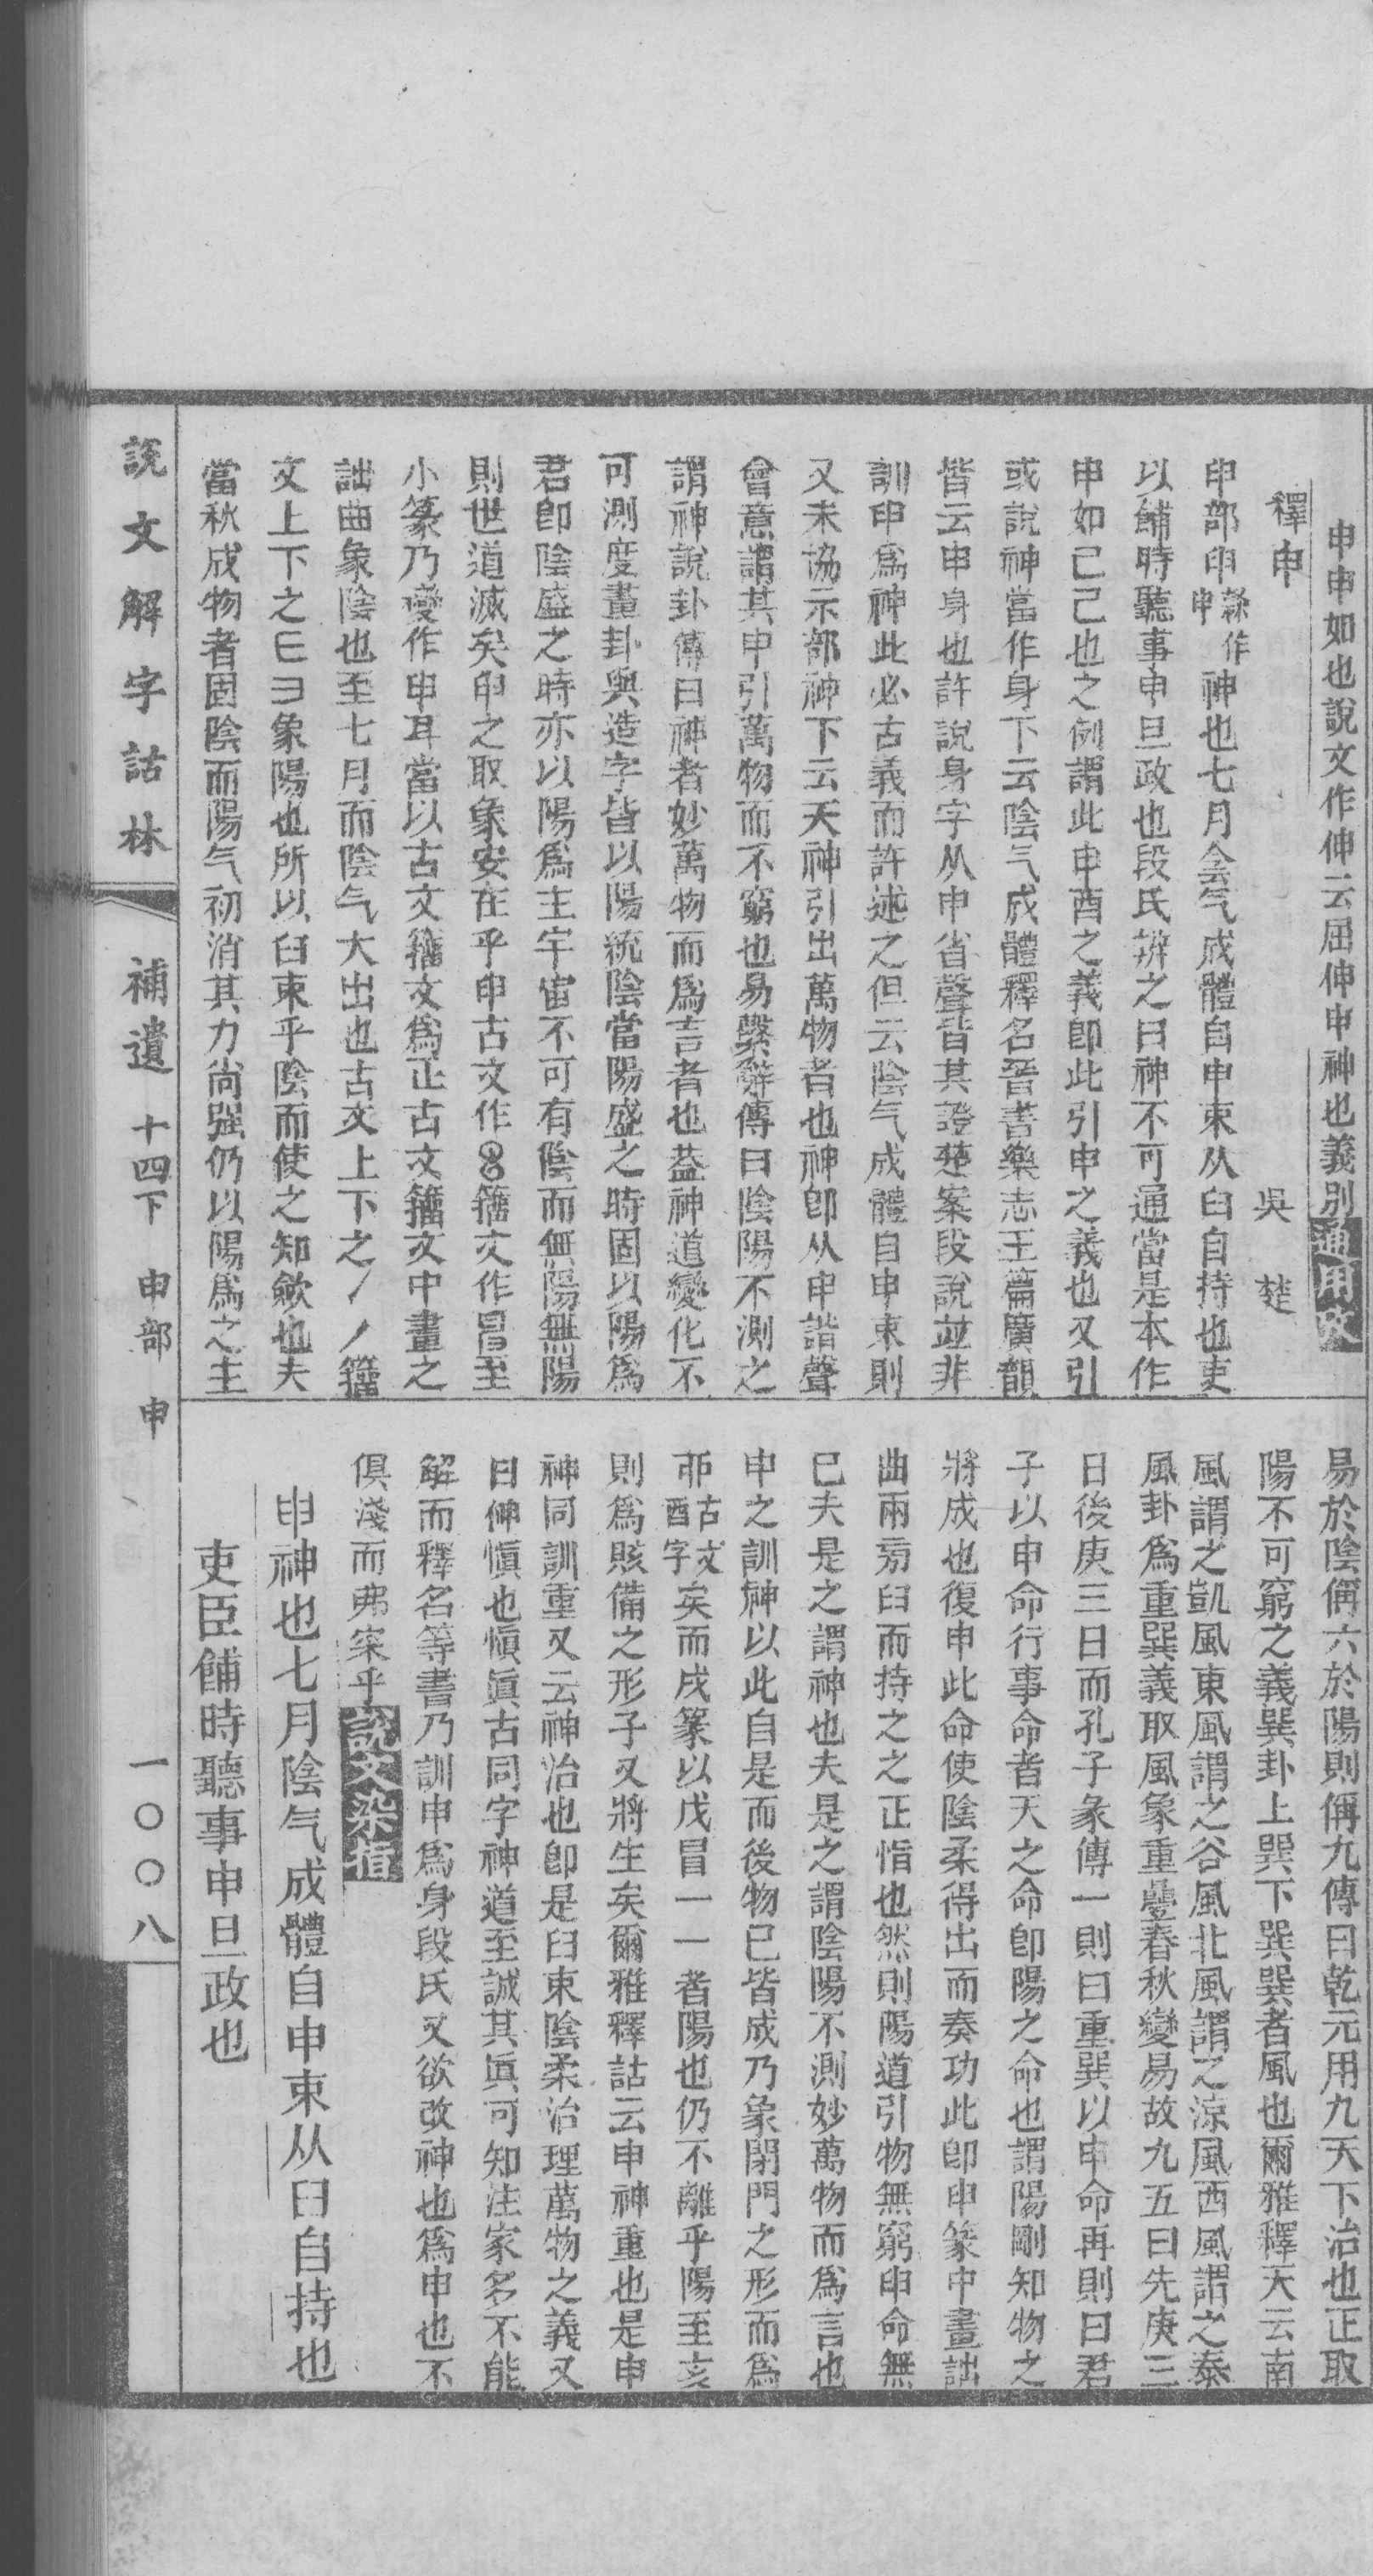 申申如也說文作伸云屈伸申神也義別通用文
釋申　吳楚
申部申隸作申神也七月侌气成體自申束从𦥑自持也吏
以餔時聽事申旦政也段氏辨之曰神不可通當是本作
申如己己也之例謂此申酉之義卽此引申之義也又引
或說神當作身下云陰气成體釋名晉書樂志玉篇廣韻
皆云申身也許說身字从申省聲皆其證楚案段說竝非
訓申爲神此必古義而許述之但云陰气成體自申束則
又未協示部神下云天神引出萬物者也神卽从申諧聲
會意謂其申引萬物而不窮也易繫辭傳曰陰陽不測之
謂神說卦傳曰神者妙萬物而爲言者也葢神道變化不
可測度畫卦與造字皆以陽統陰當陽盛之時固以陽爲
君卽陰盛之時亦以陽爲主宇宙不可有陰而無陽無陽
則世道滅矣申之取象安在乎申古文作𢑚籒文作𦥔至
小篆乃變作申耳當以古文籒文爲正古文籒文中畫之
詘曲象陰也至七月而陰气大出也古文上下之丿丿籒
文上下之𠃊彐象陽也所以𦥑束乎陰而使之知斂也夫
當秋成物者固陰而陽气初消其力尚强仍以陽爲之主
易於陰偁六於陽則偁九傳曰乾元用九天下治也正取
陽不可窮之義巽卦上巽下巽巽者風也爾雅釋天云南
風謂之凱風東風謂之谷風北風謂之涼風西風謂之泰
風卦爲重巽義取風象重疊春秋變易故九五曰先庚三
日後庚三日而孔子彖傳一則曰重巽以申命再則曰君
子以申命行事命者天之命卽陽之命也謂陽剛知物之
將成也復申此命使陰柔得出而奏功此卽申篆中畫詘
曲兩㫄𦥑而持之之正恉也然則陽道引物無窮申命無
已夫是之謂神也夫是之謂陰陽不測妙萬物而爲言也
申之訓神以此自是而後物已皆成乃象閉門之形而爲
丣古文酉字矣而戌篆以戊冒一一者陽也仍不離乎陽至亥
則爲賅備之形子又將生矣爾雅釋詁云申神重也是申
神同訓重又云神治也卽是𦥑束陰柔治理萬物之義又
曰伸愼也愼眞古同字神道至誠其眞可知注家多不能
解而釋名等書乃訓申爲身段氏又欲改神也爲申也不
俱淺而弗宷乎說文染指
申神也七月陰气成體自申束从𦥑自持也
吏臣餔時聽事申旦政也
說文解字詁林　補遺　十四下　申部　申　一〇〇八